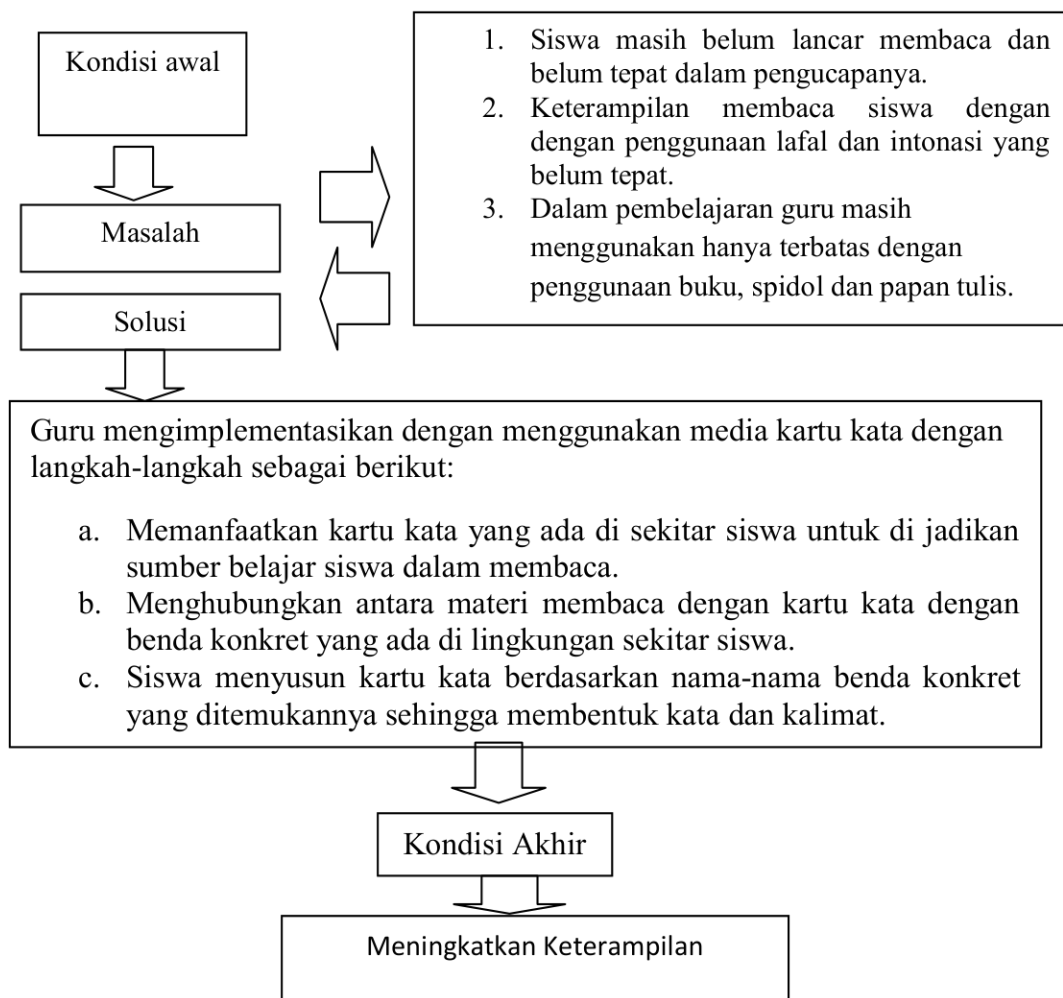 Kondisi awal
1. Siswa masih belum lancar membaca dan
belum tepat dalam pengucapanya.
2. Keterampilan membaca siswa dengan
dengan penggunaan lafal dan intonasi yang
belum tepat.
3. Dalam pembelajaran guru masih
menggunakan hanya terbatas dengan
penggunaan buku, spidol dan papan tulis.
Masalah
Solusi
Guru mengimplementasikan dengan menggunakan media kartu kata dengan
langkah-langkah sebagai berikut:
a. Memanfaatkan kartu kata yang ada di sekitar siswa untuk di jadikan
sumber belajar siswa dalam membaca.
b. Menghubungkan antara materi membaca dengan kartu kata dengan
benda konkret yang ada di lingkungan sekitar siswa.
c. Siswa menyusun kartu kata berdasarkan nama-nama benda konkret
yang ditemukannya sehingga membentuk kata dan kalimat.
Kondisi Akhir
Meningkatkan Keterampilan